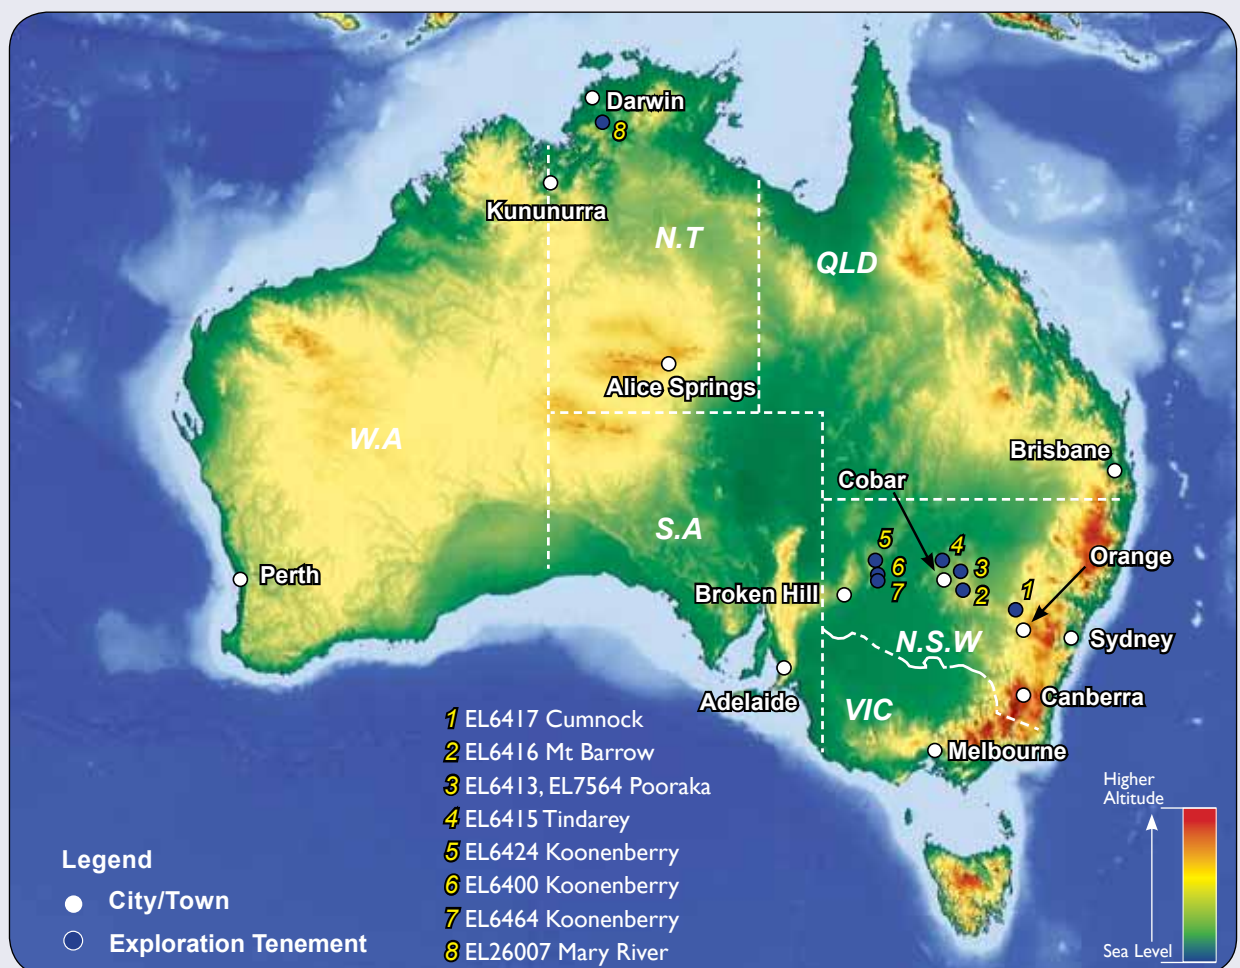 Darwin
8
Kununurra
N.T
QLD
Alice Springs
W.A
Brisbane
Cobar
S.A
5
4
Orange
6
3
Perth
Broken Hill
7
2
1
N.S.W
Sydney
Adelaide
VIC
Canberra
Melbourne
1 EL6417 Cumnock
2 EL6416 Mt Barrow
3 EL6413, EL7564 Pooraka
4 EL6415 Tindarey
5 EL6424 Koonenberry
6 EL6400 Koonenberry
7 EL6464 Koonenberry
8 EL26007 Mary River
Legend
City/Town
Exploration Tenement
Higher
Altitude
Sea Level